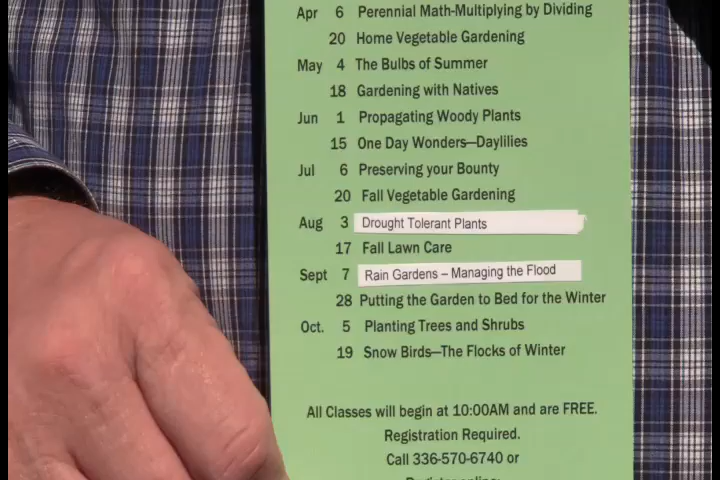 Apr 6 Perennial Math-Multiplying by Dividing
20 Home Vegetable Gardening
May 4 The Bulbs of Summer
18 Gardening with Natives
Jun 1 Propagating Woody Plants
15 One Day Wonders—Daylilies
Jul 6 Preserving your Bounty
20 Fall Vegetable Gardening
Aug 3 Drought Tolerant Plants
17 Fall Lawn Care
Sept 7 Rain Gardens – Managing the Flood
28 Putting the Garden to Bed for the Winter
Oct. 5 Planting Trees and Shrubs
19 Snow Birds—The Flocks of Winter
All Classes will begin at 10:00AM and are FREE.
Registration Required.
Call 336-570-6740 or
Register online: